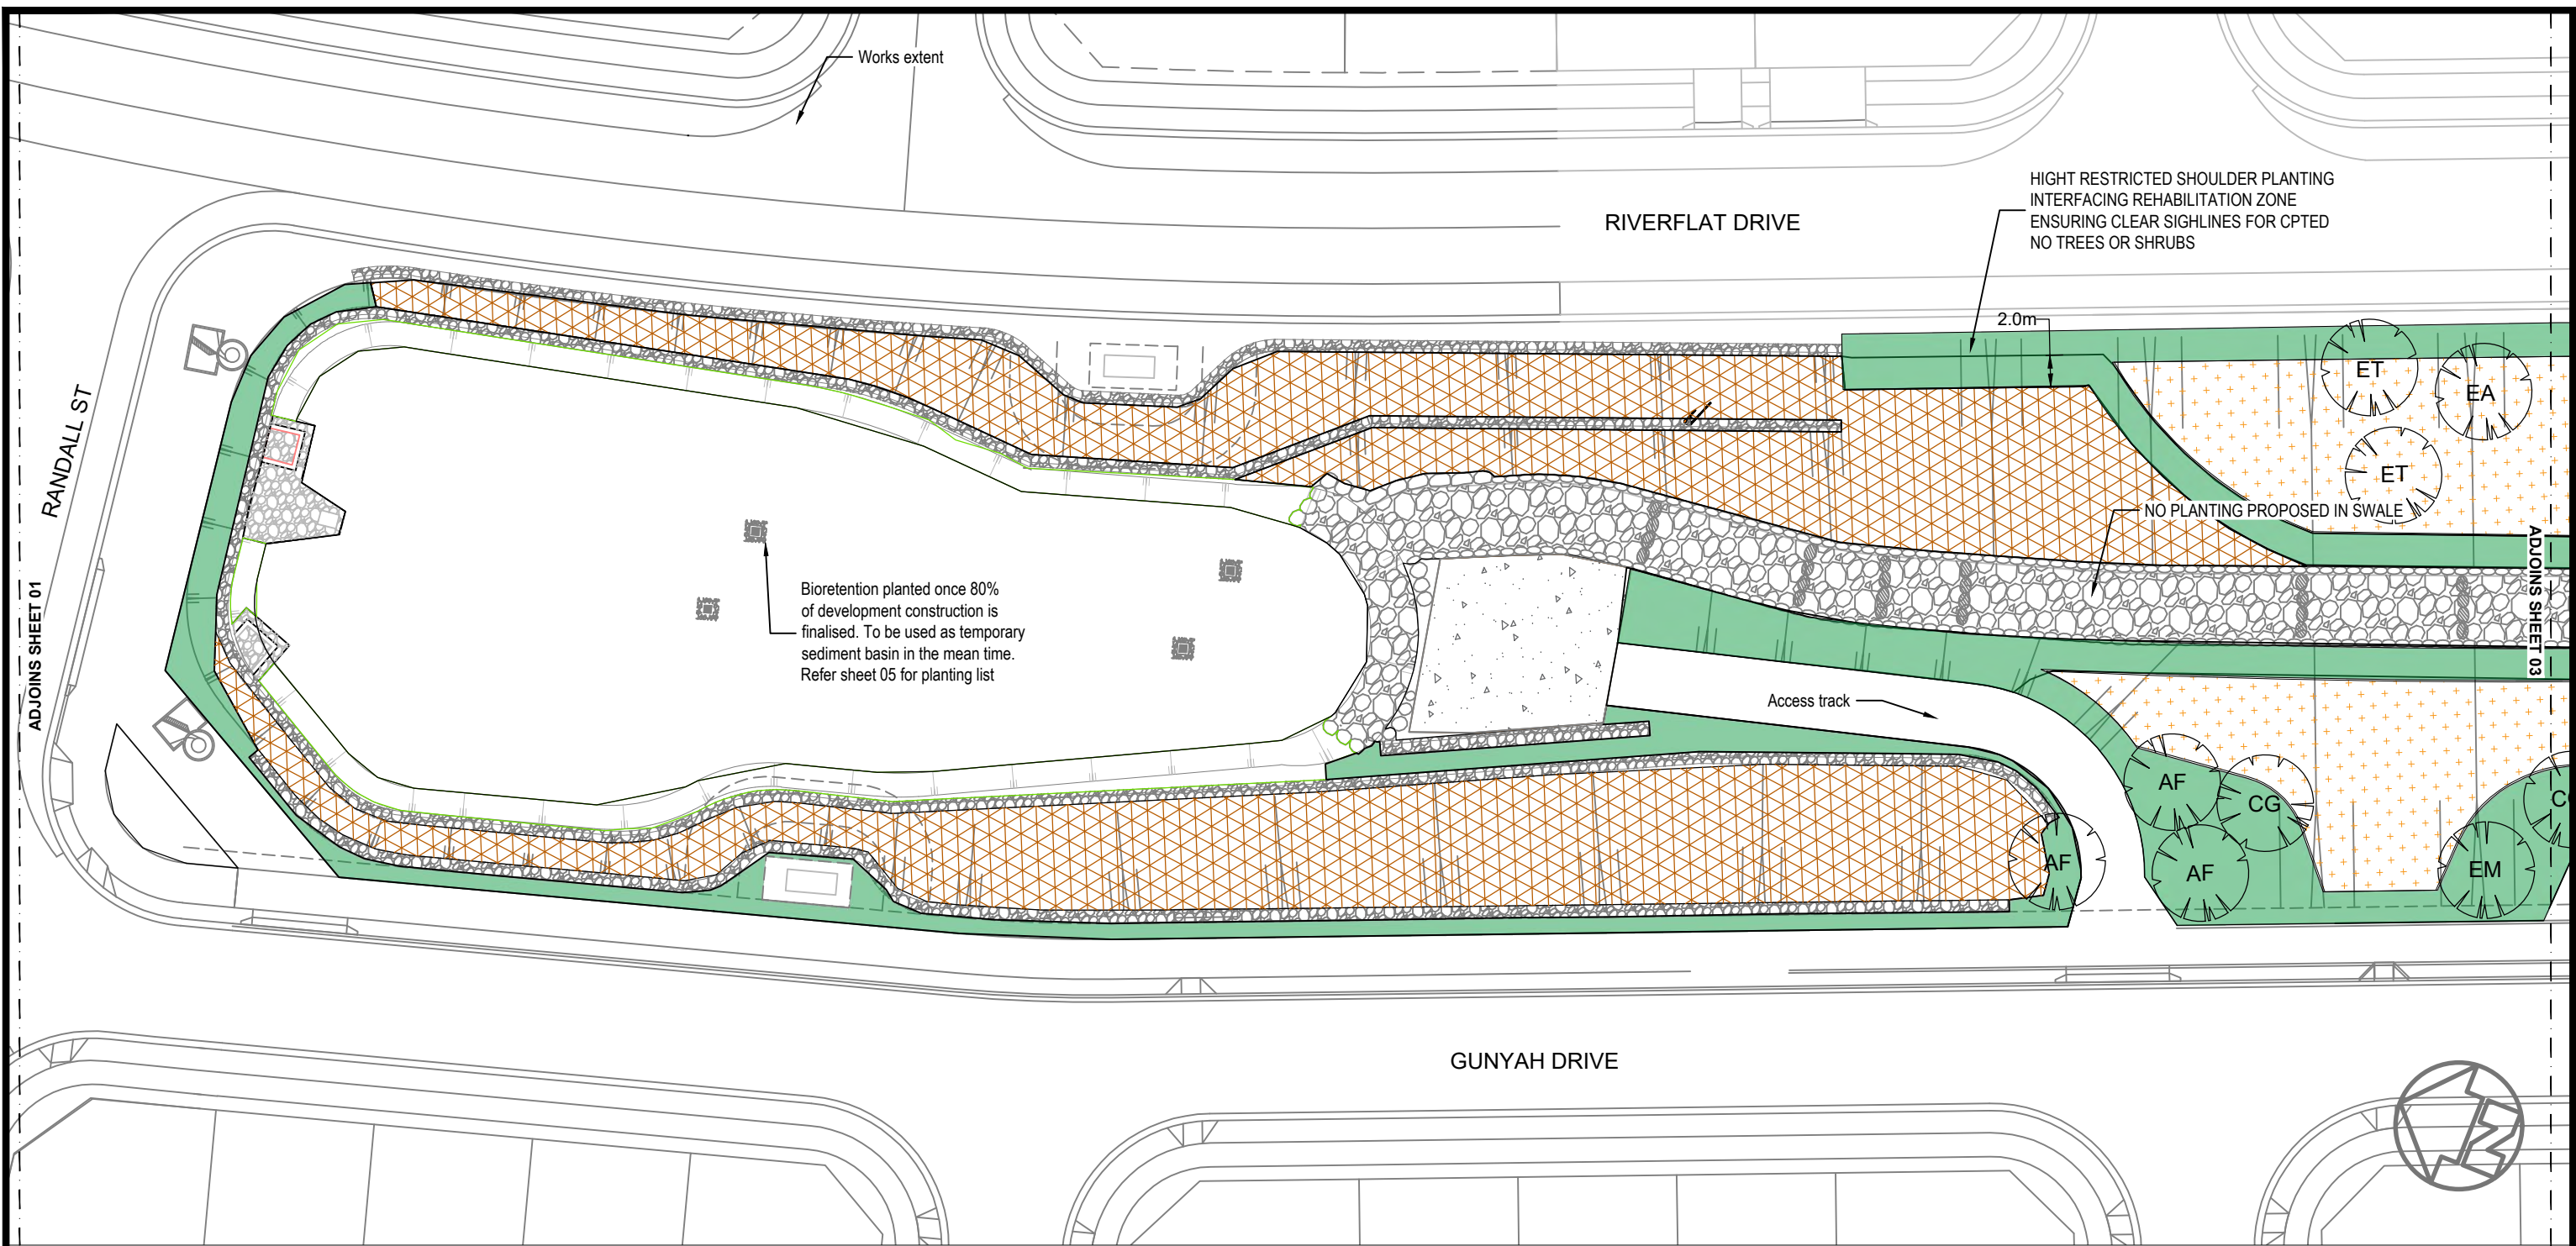 Works extent
HIGHT RESTRICTED SHOULDER PLANTING
INTERFACING REHABILITATION ZONE
ENSURING CLEAR SIGHLINES FOR CPTED
NO TREES OR SHRUBS
RIVERFLAT DRIVE
2.0m
ET
EA
ET
RANDALL ST
NO PLANTING PROPOSED IN SWALE
ADJOINS SHEET 01
ADJOINS SHEET 03
Bioretention planted once 80%
of development construction is
finalised. To be used as temporary
sediment basin in the mean time.
Refer sheet 05 for planting list
Access track
AF
CG
AF
AF
EM
GUNYAH DRIVE